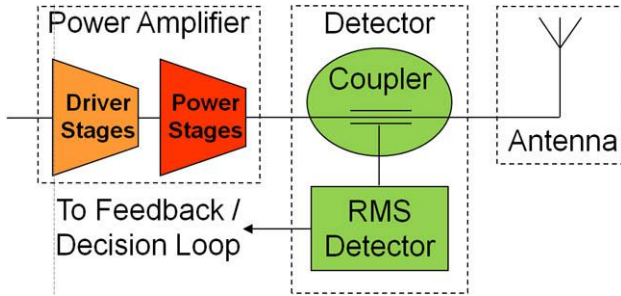 Power Amplifier
Detector
Driver
Stages
Power
Stages
Coupler
Antenna
To Feedback /
Decision Loop
RMS
Detector